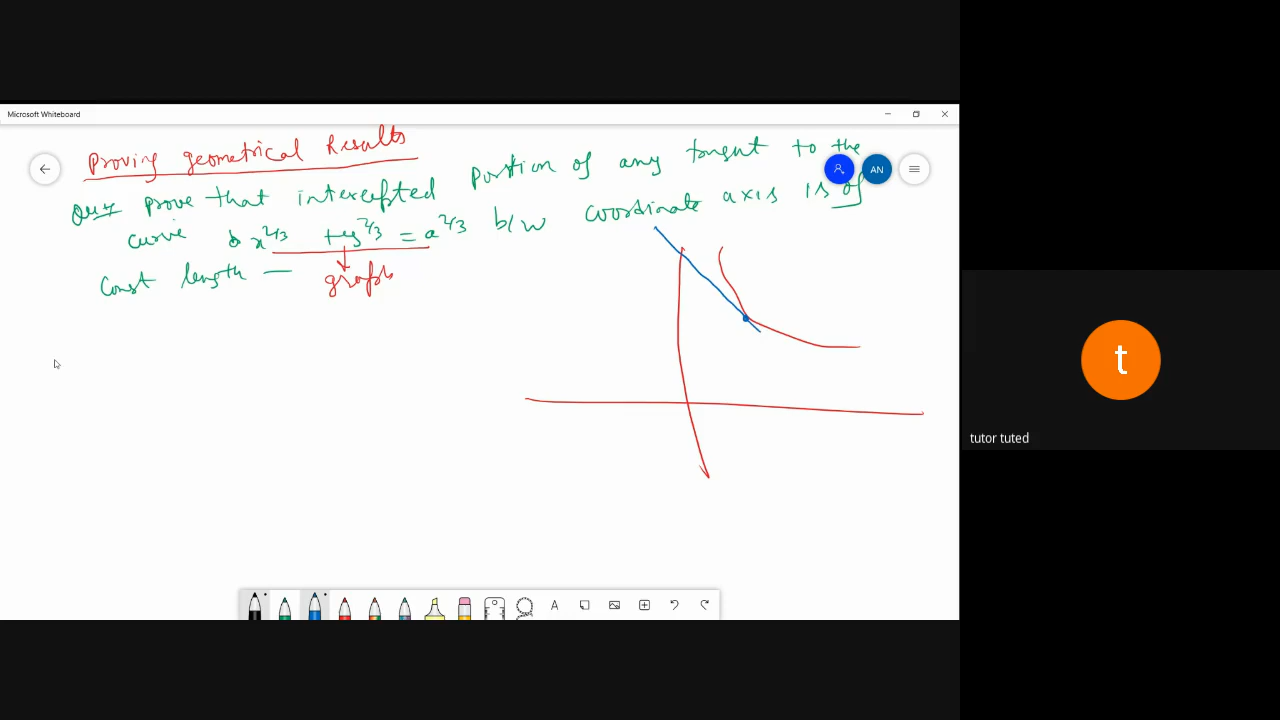 Microsoft Whiteboard
Proving geometrical Results
Ques prove that intercepted portion of any tangent to the
curve x^2/3 + y^2/3 = a^2/3 b/w coordinate axis is of
const length —
graph
AN
A
t
tutor tuted